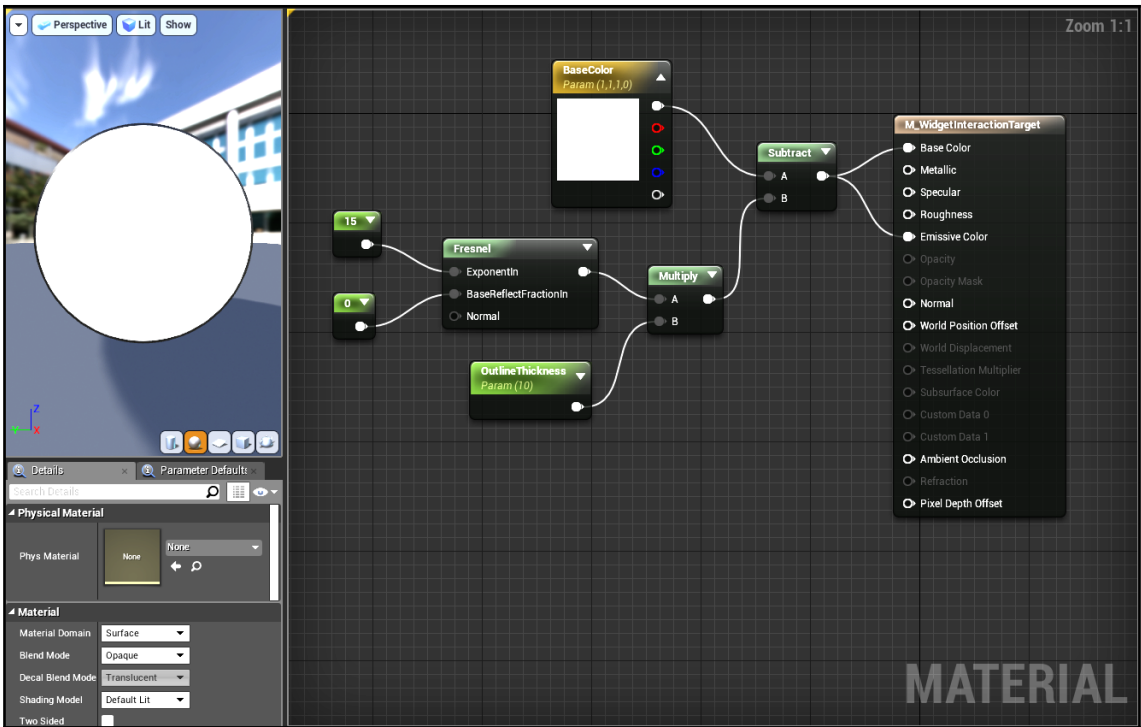 Perspective
Lit
Show
Zoom 1:1
BaseColor
Param (1,1,1,0)
M_WidgetInteractionTarget
Base Color
Metallic
Specular
Roughness
Emissive Color
Opacity
Opacity Mask
Normal
World Position Offset
World Displacement
Tessellation Multiplier
Subsurface Color
Custom Data 0
Custom Data 1
Ambient Occlusion
Refraction
Pixel Depth Offset
Subtract
A
B
15
0
Fresnel
ExponentIn
BaseReflectFractionIn
Normal
Multiply
A
B
OutlineThickness
Param (10)
Z
Y
X
Details
Parameter Defaults
Search Details
Physical Material
Phys Material
None
None
Material
Material Domain
Surface
Blend Mode
Opaque
Decal Blend Mode
Translucent
Shading Model
Default Lit
Two Sided
MATERIAL